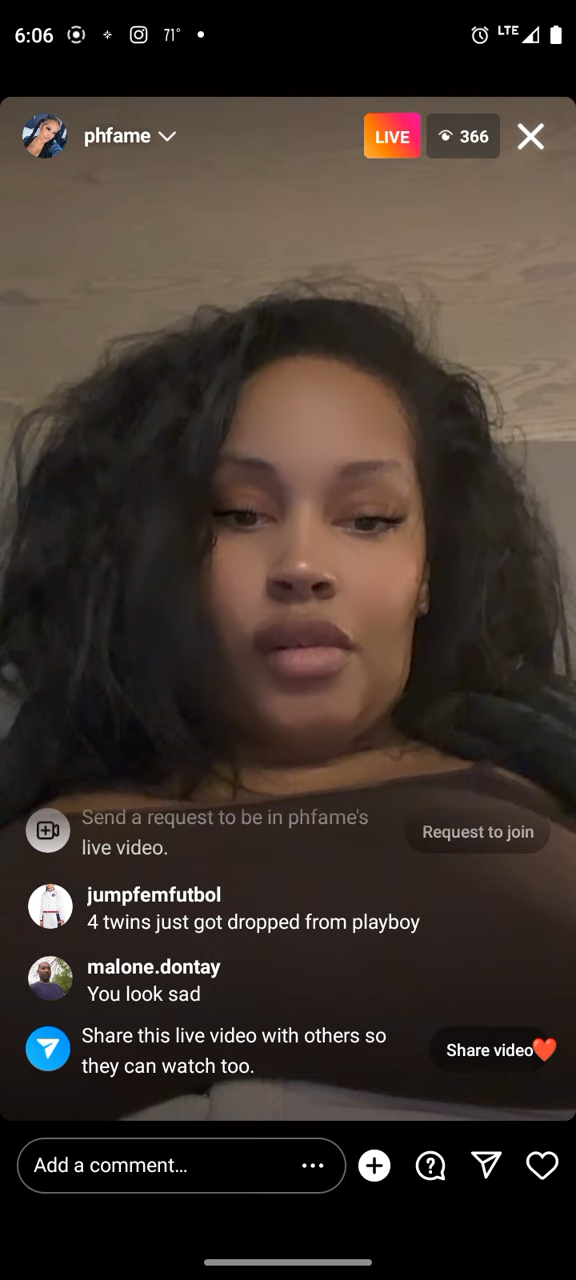 6:06 71° LTE
phfame LIVE 366
Send a request to be in phfame's
live video.
Request to join
jumpfemfutbol
4 twins just got dropped from playboy
malone.dontay
You look sad
Share this live video with others so
they can watch too.
Share video
Add a comment...